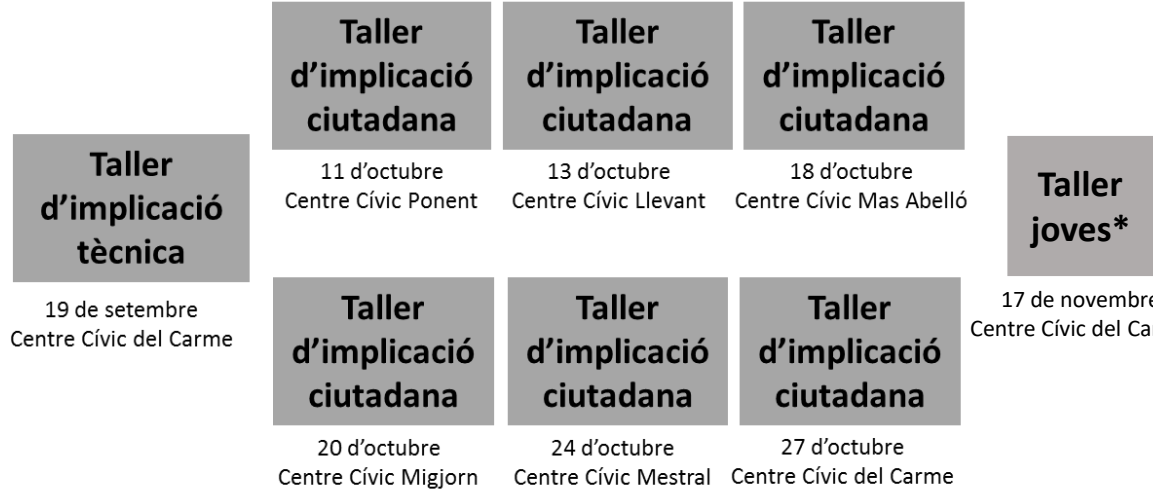 Taller
d’implicació
tècnica
19 de setembre
Centre Cívic del Carme
Taller
d’implicació
ciutadana
11 d’octubre
Centre Cívic Ponent
Taller
d’implicació
ciutadana
13 d’octubre
Centre Cívic Llevant
Taller
d’implicació
ciutadana
18 d’octubre
Centre Cívic Mas Abelló
Taller
d’implicació
ciutadana
20 d’octubre
Centre Cívic Migjorn
Taller
d’implicació
ciutadana
24 d’octubre
Centre Cívic Mestral
Taller
d’implicació
ciutadana
27 d’octubre
Centre Cívic del Carme
Taller
joves*
17 de novembre
Centre Cívic del